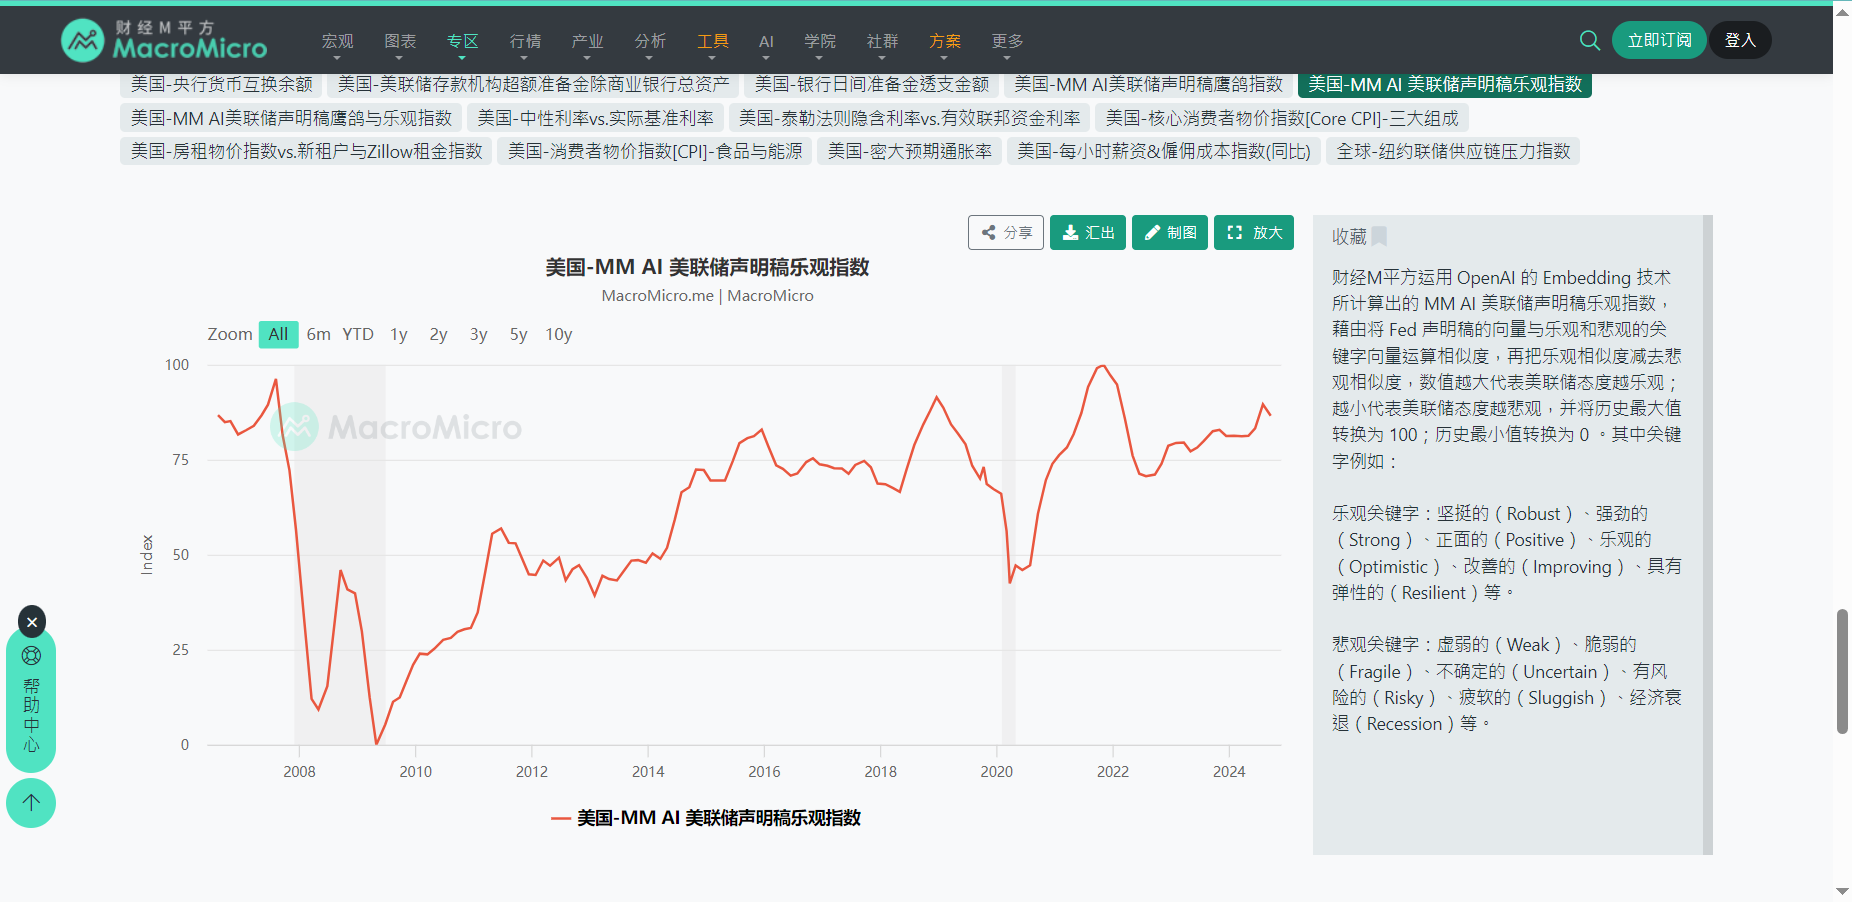 财经M平方
MacroMicro
宏观 图表 专区 行情 产业 分析 工具 AI 学院 社群 方案 更多
立即订阅 登入
美国-央行货币互换余额 美国-美联储存款机构超额准备金除商业银行总资产 美国-银行日间准备金透支金额 美国-MM AI美联储声明稿鹰鸽指数 美国-MM AI 美联储声明稿乐观指数
美国-MM AI美联储声明稿鹰鸽与乐观指数 美国-中性利率vs.实际基准利率 美国-泰勒法则隐含利率vs.有效联邦资金利率 美国-核心消费者物价指数[Core CPI]-三大组成
美国-房租物价指数vs.新租户与Zillow租金指数 美国-消费者物价指数[CPI]-食品与能源 美国-密大预期通胀率 美国-每小时薪资&僱佣成本指数(同比) 全球-纽约联储供应链压力指数
分享 汇出 制图 放大
美国-MM AI 美联储声明稿乐观指数
MacroMicro.me | MacroMicro
Zoom All 6m YTD 1y 2y 3y 5y 10y
100
75
50
25
0
Index
MacroMicro
2008 2010 2012 2014 2016 2018 2020 2022 2024
美国-MM AI 美联储声明稿乐观指数
收藏
财经M平方运用 OpenAI 的 Embedding 技术
所计算出的 MM AI 美联储声明稿乐观指数，
藉由将 Fed 声明稿的向量与乐观和悲观的关
键字向量运算相似度，再把乐观相似度减去悲
观相似度，数值越大代表美联储态度越乐观；
越小代表美联储态度越悲观，并将历史最大值
转换为 100；历史最小值转换为 0 。其中关键
字例如：
乐观关键字：坚挺的（Robust）、强劲的
（Strong）、正面的（Positive）、乐观的
（Optimistic）、改善的（Improving）、具有
弹性的（Resilient）等。
悲观关键字：虚弱的（Weak）、脆弱的
（Fragile）、不确定的（Uncertain）、有风
险的（Risky）、疲软的（Sluggish）、经济衰
退（Recession）等。
帮助中心